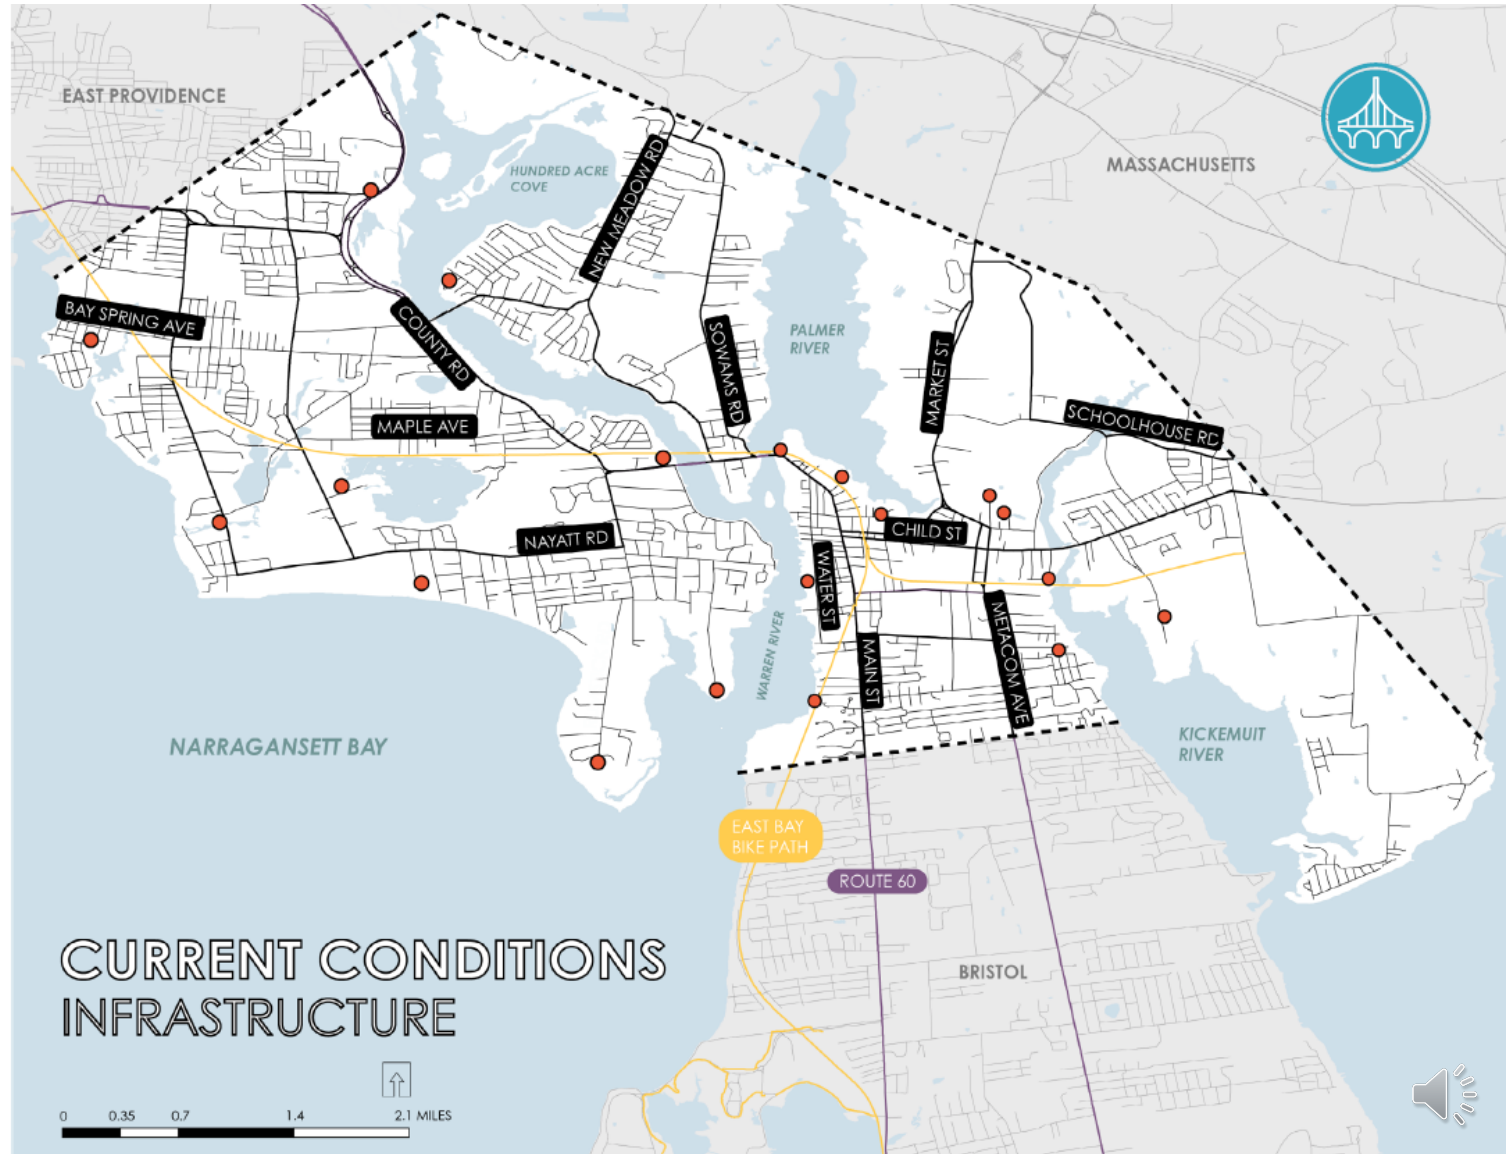 EAST PROVIDENCE
MASSACHUSETTS
HUNDRED ACRE
COVE
NEW MEADOW RD
BAY SPRING AVE
COUNTY RD
SOWAMS RD
PALMER
RIVER
MARKET ST
SCHOOLHOUSE RD
MAPLE AVE
NAYATT RD
CHILD ST
WATER ST
WARREN RIVER
MAIN ST
METACOM AVE
NARRAGANSETT BAY
KICKEMUIT
RIVER
EAST BAY
BIKE PATH
ROUTE 60
BRISTOL
CURRENT CONDITIONS
INFRASTRUCTURE
0 0.35 0.7 1.4 2.1 MILES